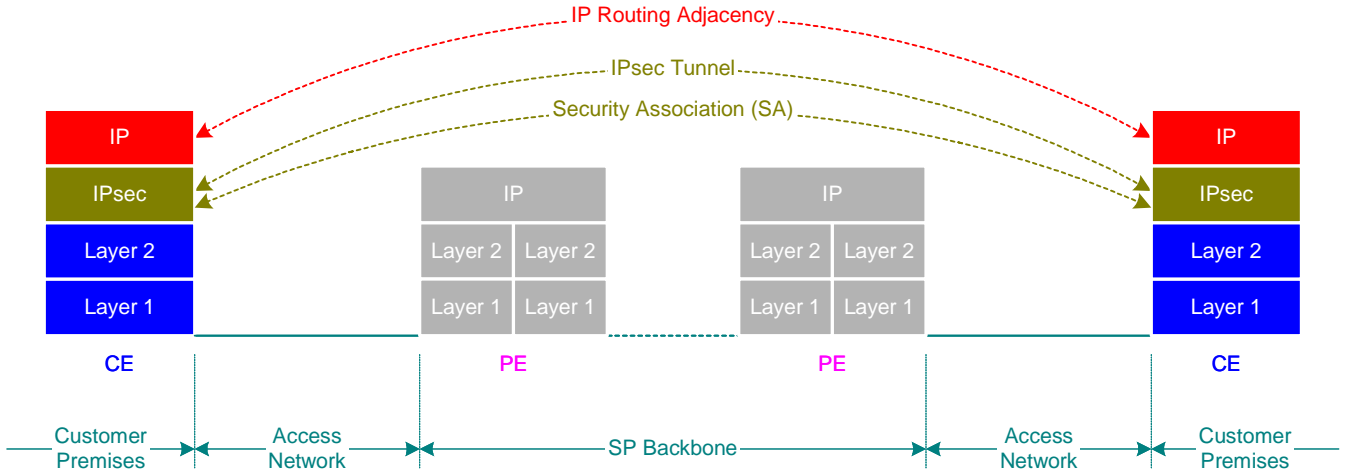 IP Routing Adjacency
IPsec Tunnel
Security Association (SA)
IP
IP
IPsec
IP
IP
IPsec
Layer 2
Layer 2
Layer 2
Layer 2
Layer 2
Layer 2
Layer 1
Layer 1
Layer 1
Layer 1
Layer 1
Layer 1
CE
PE
PE
CE
Customer
Premises
Access
Network
SP Backbone
Access
Network
Customer
Premises